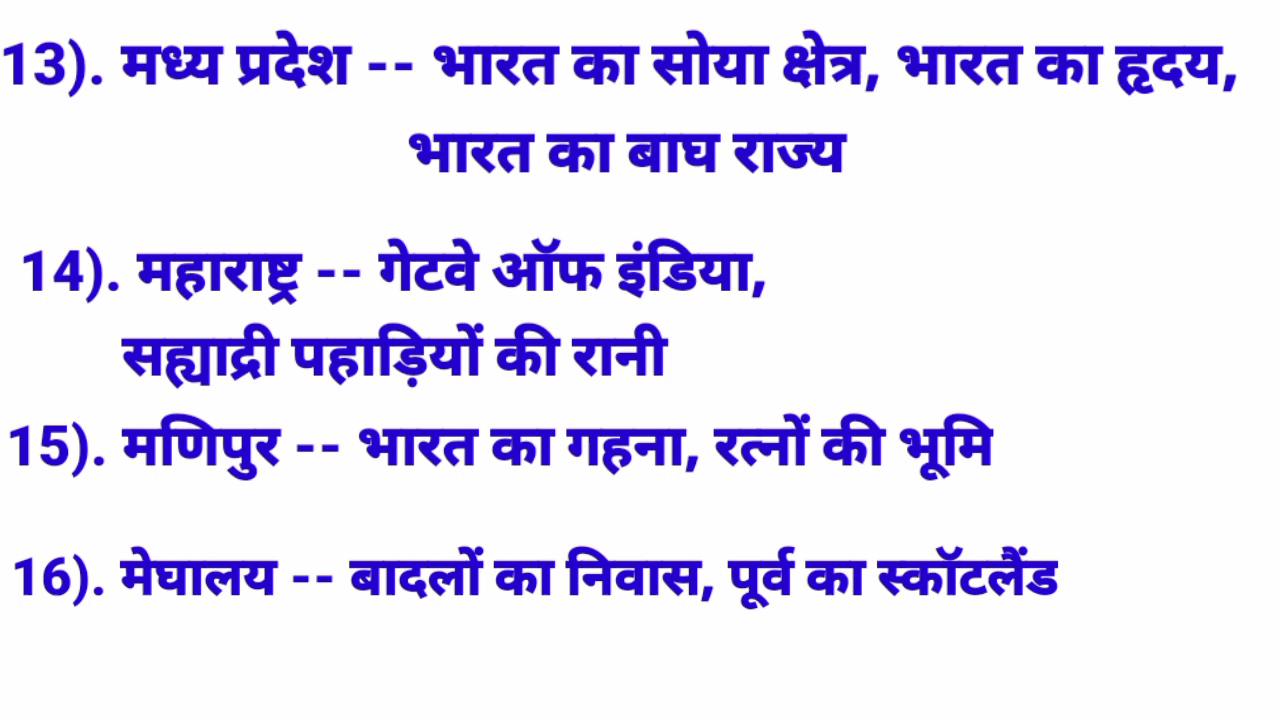 13). मध्य प्रदेश -- भारत का सोया क्षेत्र, भारत का हृदय,
भारत का बाघ राज्य
14). महाराष्ट्र -- गेटवे ऑफ इंडिया,
सह्याद्री पहाड़ियों की रानी
15). मणिपुर -- भारत का गहना, रत्नों की भूमि
16). मेघालय -- बादलों का निवास, पूर्व का स्कॉटलैंड